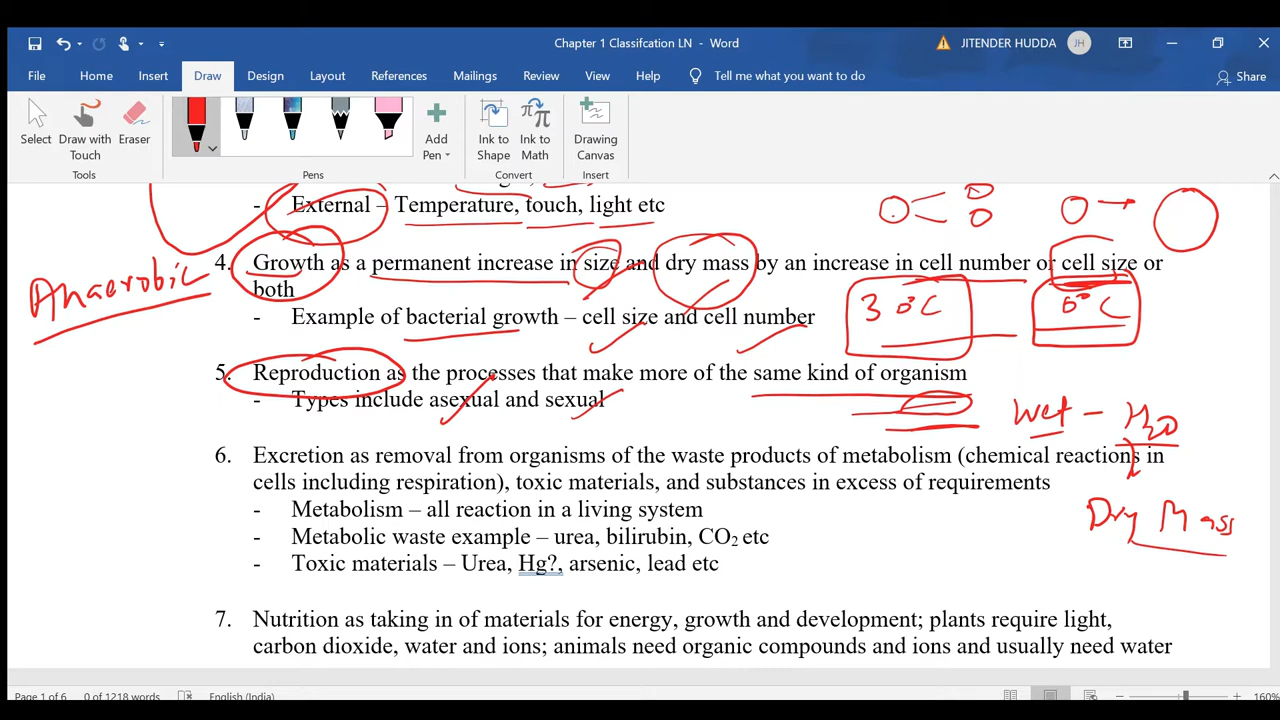 Chapter 1 Classifcation LN - Word
JITENDER HUDDA
JH
File Home Insert Draw Design Layout References Mailings Review View Help Tell me what you want to do
Share
Select Draw with Touch Eraser
Add Pen
Ink to Shape Ink to Math
Drawing Canvas
Tools Pens Convert Insert
- External – Temperature, touch, light etc
4. Growth as a permanent increase in size and dry mass by an increase in cell number or cell size or
both
Anaerobic
- Example of bacterial growth – cell size and cell number
30°C
6°C
5. Reproduction as the processes that make more of the same kind of organism
- Types include asexual and sexual
Wet – H2O
6. Excretion as removal from organisms of the waste products of metabolism (chemical reactions in
cells including respiration), toxic materials, and substances in excess of requirements
- Metabolism – all reaction in a living system
Dry Mass
- Metabolic waste example – urea, bilirubin, CO2 etc
- Toxic materials – Urea, Hg?, arsenic, lead etc
7. Nutrition as taking in of materials for energy, growth and development; plants require light,
carbon dioxide, water and ions; animals need organic compounds and ions and usually need water
Page 1 of 6 0 of 1218 words English (India) 160%